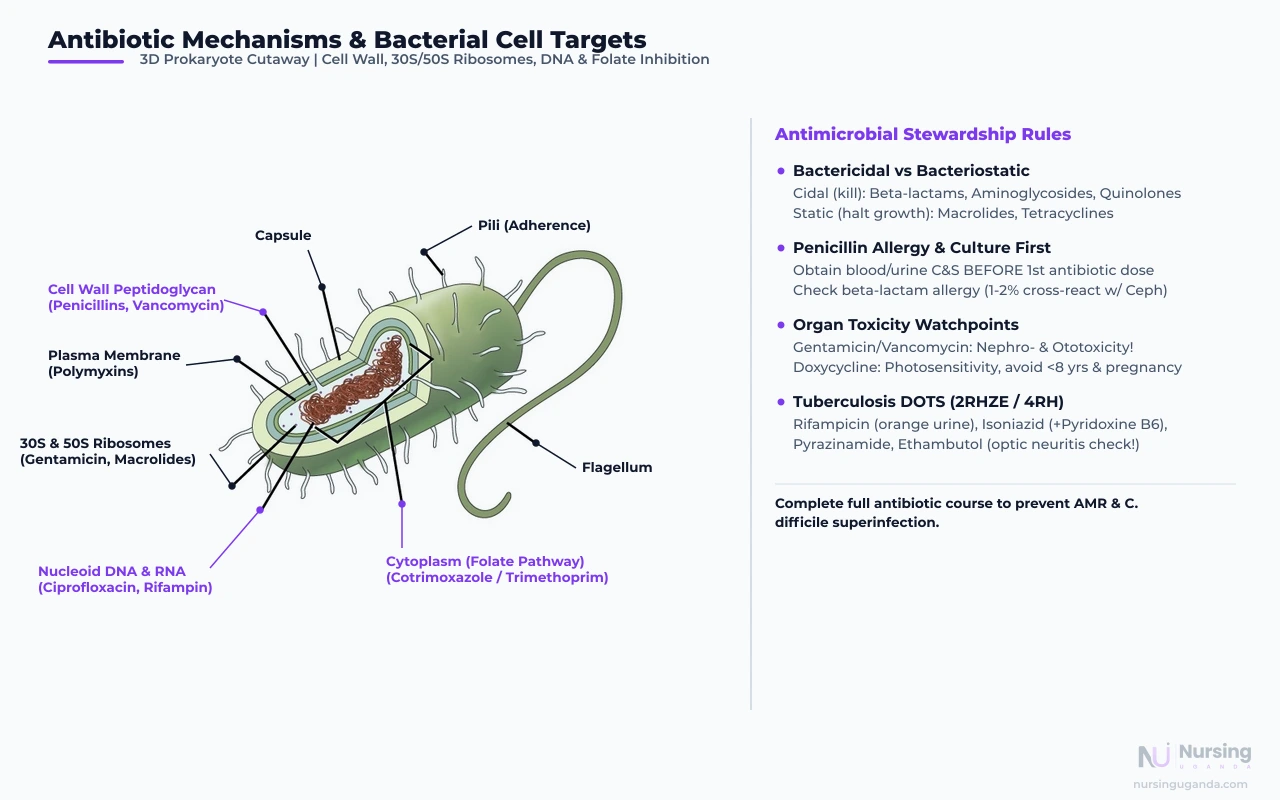 Antibiotic Mechanisms & Bacterial Cell Targets
3D Prokaryote Cutaway | Cell Wall, 30S/50S Ribosomes, DNA & Folate Inhibition
Pili (Adherence)
Capsule
Cell Wall Peptidoglycan
(Penicillins, Vancomycin)
Plasma Membrane
(Polymyxins)
30S & 50S Ribosomes
(Gentamicin, Macrolides)
Flagellum
Nucleoid DNA & RNA
(Ciprofloxacin, Rifampin)
Cytoplasm (Folate Pathway)
(Cotrimoxazole / Trimethoprim)
Antimicrobial Stewardship Rules
Bactericidal vs Bacteriostatic
Cidal (kill): Beta-lactams, Aminoglycosides, Quinolones
Static (halt growth): Macrolides, Tetracyclines
Penicillin Allergy & Culture First
Obtain blood/urine C&S BEFORE 1st antibiotic dose
Check beta-lactam allergy (1-2% cross-react w/ Ceph)
Organ Toxicity Watchpoints
Gentamicin/Vancomycin: Nephro- & Ototoxicity!
Doxycycline: Photosensitivity, avoid <8 yrs & pregnancy
Tuberculosis DOTS (2RHZE / 4RH)
Rifampicin (orange urine), Isoniazid (+Pyridoxine B6),
Pyrazinamide, Ethambutol (optic neuritis check!)
Complete full antibiotic course to prevent AMR & C.
difficile superinfection.
NU Nursing
UGANDA
nursinguganda.com